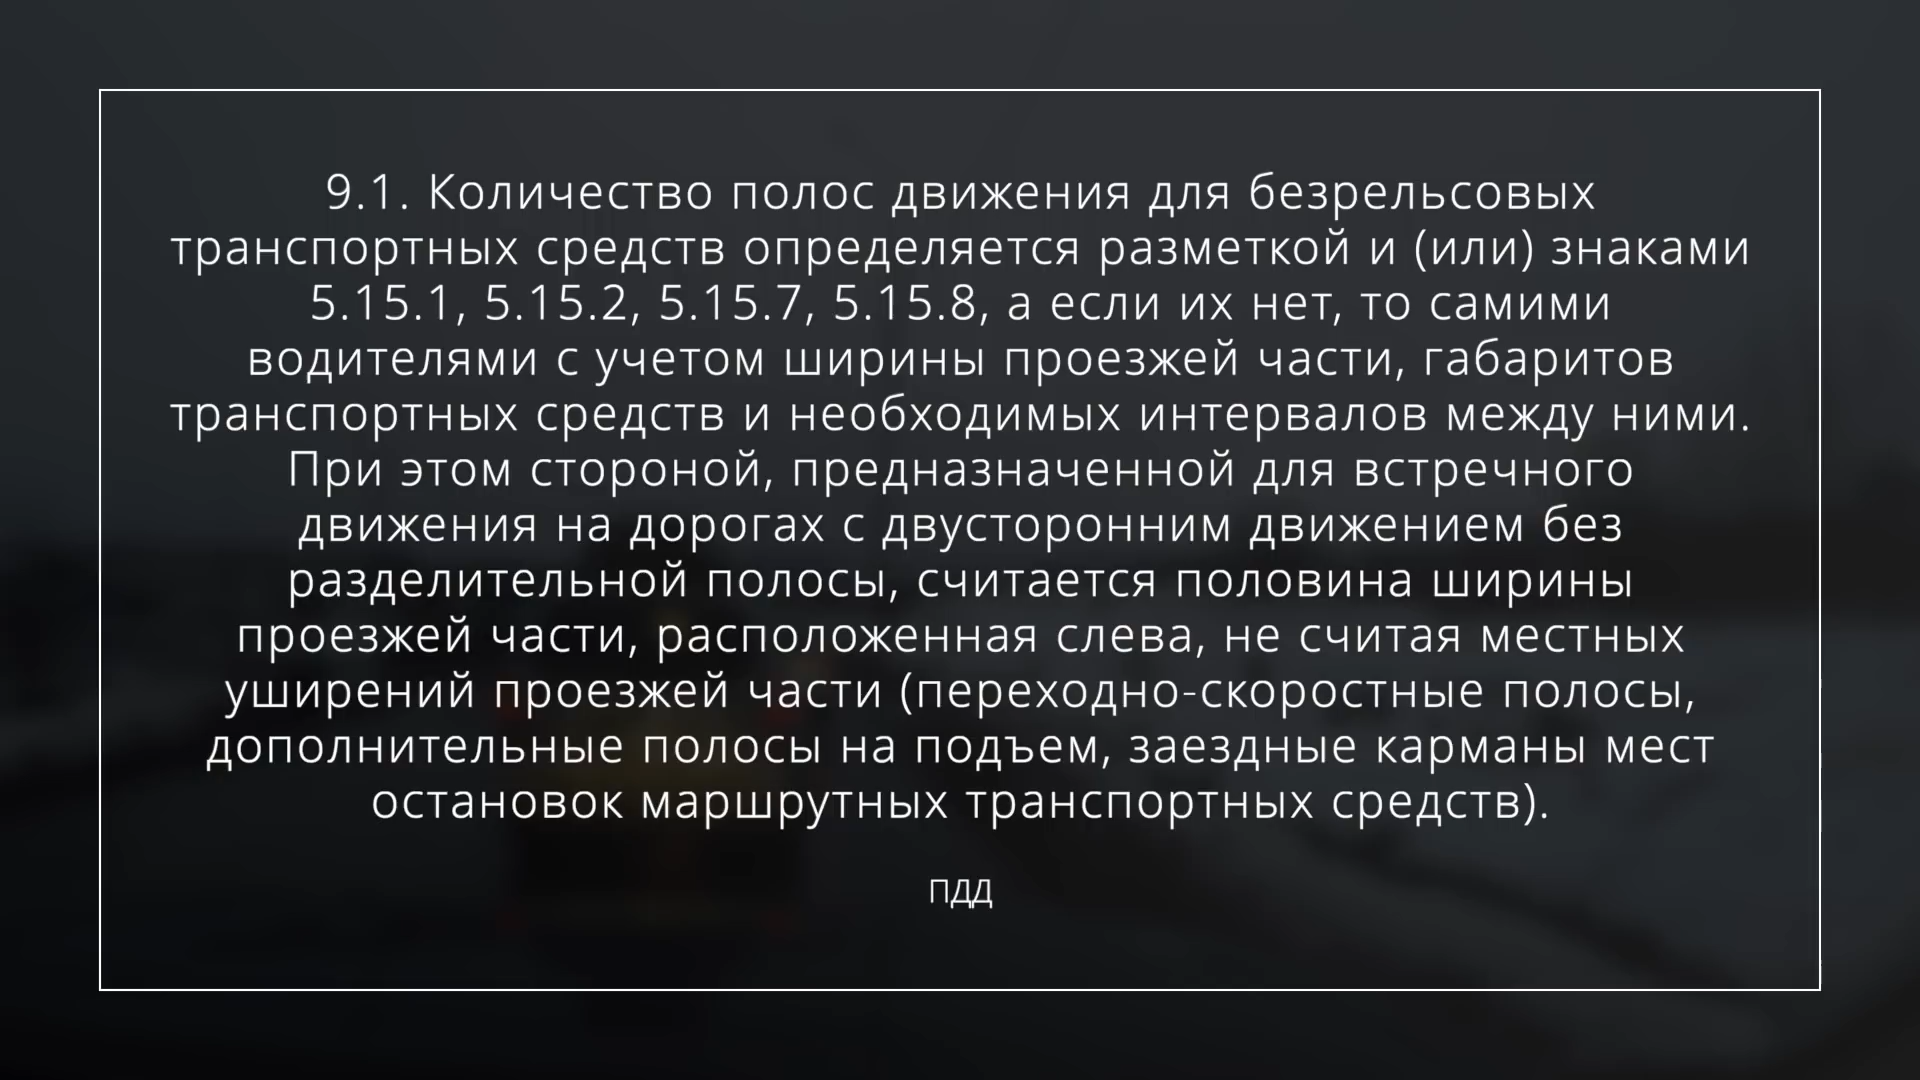 9.1. Количество полос движения для безрельсовых
транспортных средств определяется разметкой и (или) знаками
5.15.1, 5.15.2, 5.15.7, 5.15.8, а если их нет, то самими
водителями с учетом ширины проезжей части, габаритов
транспортных средств и необходимых интервалов между ними.
При этом стороной, предназначенной для встречного
движения на дорогах с двусторонним движением без
разделительной полосы, считается половина ширины
проезжей части, расположенная слева, не считая местных
уширений проезжей части (переходно-скоростные полосы,
дополнительные полосы на подъем, заездные карманы мест
остановок маршрутных транспортных средств).
ПДД